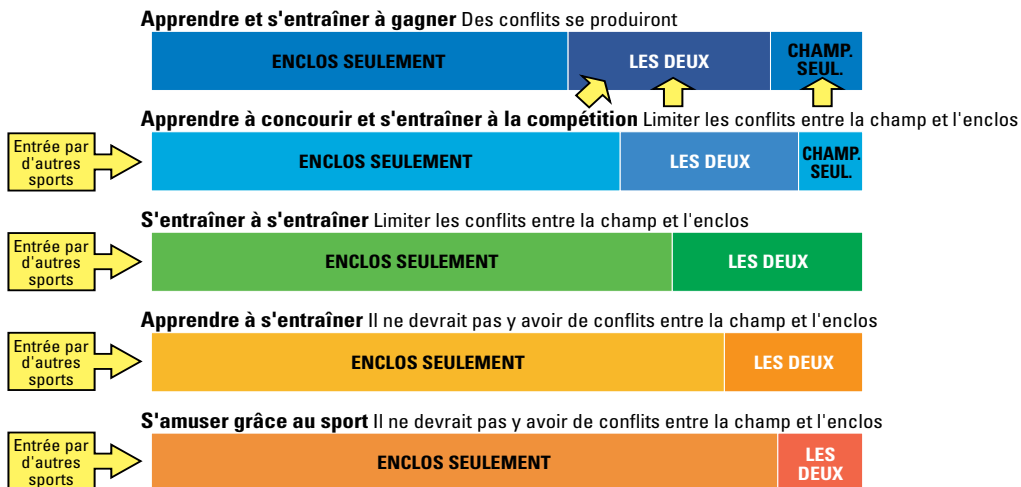 Apprendre et s'entraîner à gagner Des conflits se produiront
ENCLOS SEULEMENT
LES DEUX
CHAMP.
SEUL.
Apprendre à concourir et s'entraîner à la compétition Limiter les conflits entre la champ et l'enclos
Entrée par
d'autres
sports
ENCLOS SEULEMENT
LES DEUX
CHAMP.
SEUL.
S'entraîner à s'entraîner Limiter les conflits entre la champ et l'enclos
Entrée par
d'autres
sports
ENCLOS SEULEMENT
LES DEUX
Apprendre à s'entraîner Il ne devrait pas y avoir de conflits entre la champ et l'enclos
Entrée par
d'autres
sports
ENCLOS SEULEMENT
LES DEUX
S'amuser grâce au sport Il ne devrait pas y avoir de conflits entre la champ et l'enclos
Entrée par
d'autres
sports
ENCLOS SEULEMENT
LES
DEUX